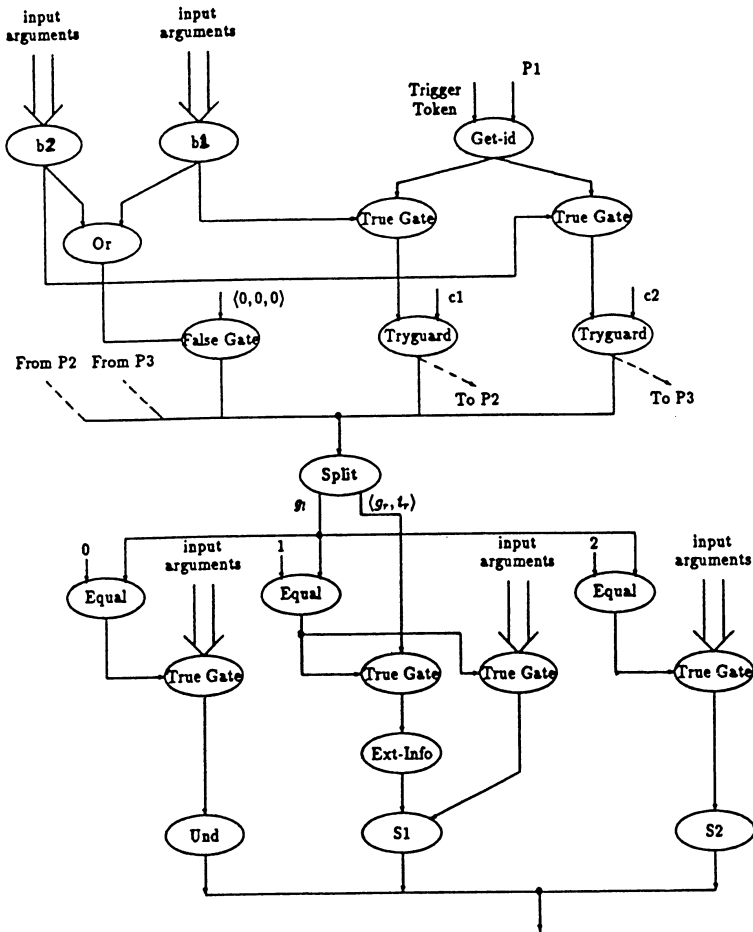 input
arguments
input
arguments
P1
Trigger
Token
Get-id
b2
b1
True Gate
True Gate
Or
⟨0,0,0⟩
c1
c2
False Gate
Tryguard
Tryguard
From P2
From P3
To P2
To P3
Split
gₗ
⟨gᵣ, tᵣ⟩
0
input
arguments
1
input
arguments
2
input
arguments
Equal
Equal
Equal
True Gate
True Gate
True Gate
True Gate
Ext-Info
Und
S1
S2